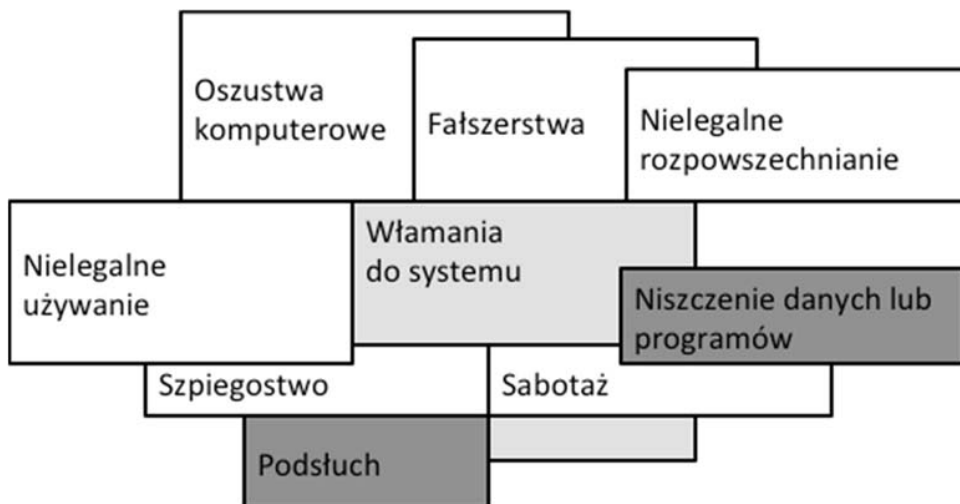 Oszustwa
komputerowe
Fałszerstwa
Nielegalne
rozpowszechnianie
Nielegalne
używanie
Włamania
do systemu
Niszczenie danych lub
programów
Szpiegostwo
Sabotaż
Podsłuch